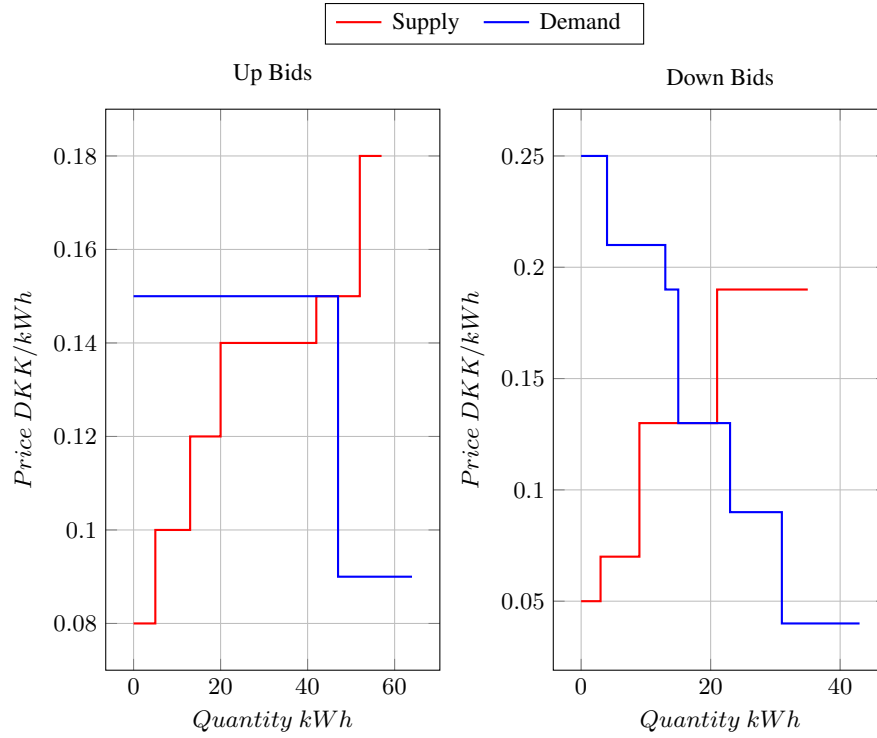 Supply Demand
Up Bids
0.18
0.16
0.14
0.12
0.1
0.08
0 20 40 60
Price DKK/kWh
Quantity kWh
Down Bids
0.25
0.2
0.15
0.1
0.05
0 20 40
Price DKK/kWh
Quantity kWh